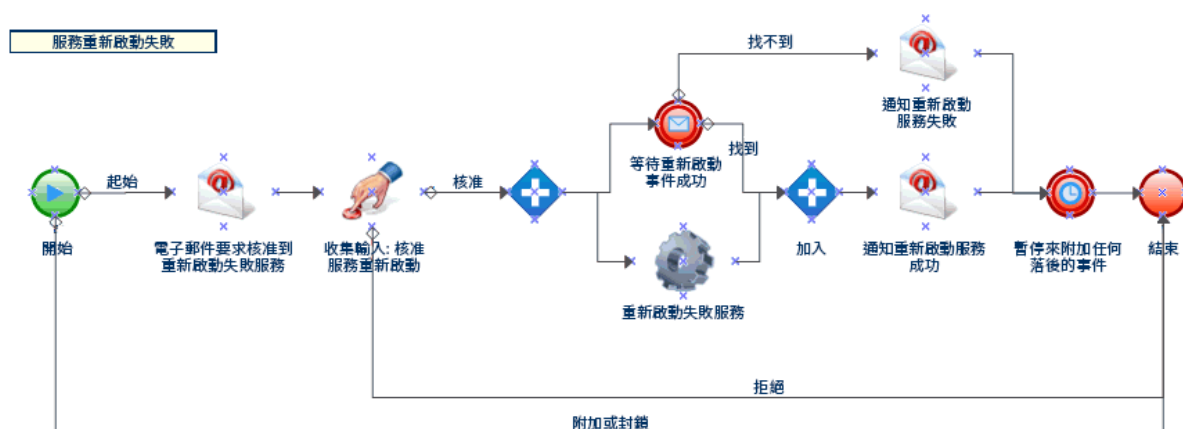 服務重新啟動失敗
找不到
通知重新啟動
服務失敗
等待重新啟動
事件成功
找到
起始
核准
開始
電子郵件要求核准到
重新啟動失敗服務
收集輸入: 核准
服務重新啟動
加入
通知重新啟動服務
成功
暫停來附加任何
落後的事件
結束
重新啟動失敗服務
拒絕
附加或封鎖